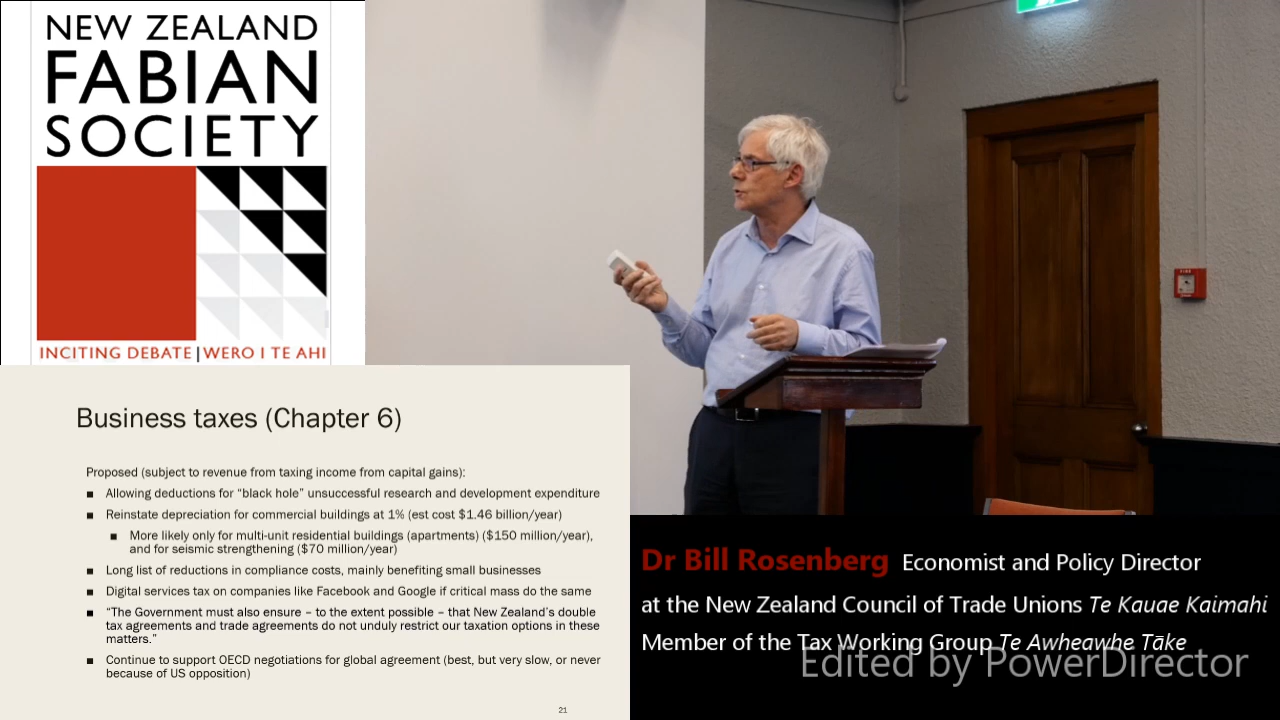 NEW ZEALAND
FABIAN
SOCIETY
INCITING DEBATE | WERO I TE AHI
Business taxes (Chapter 6)
Proposed (subject to revenue from taxing income from capital gains):
■ Allowing deductions for “black hole” unsuccessful research and development expenditure
■ Reinstate depreciation for commercial buildings at 1% (est cost $1.46 billion/year)
■ More likely only for multi-unit residential buildings (apartments) ($150 million/year),
and for seismic strengthening ($70 million/year)
■ Long list of reductions in compliance costs, mainly benefiting small businesses
■ Digital services tax on companies like Facebook and Google if critical mass do the same
■ “The Government must also ensure – to the extent possible – that New Zealand’s double
tax agreements and trade agreements do not unduly restrict our taxation options in these
matters.”
■ Continue to support OECD negotiations for global agreement (best, but very slow, or never
because of US opposition)
21
FIRE
Dr Bill Rosenberg Economist and Policy Director
at the New Zealand Council of Trade Unions Te Kauae Kaimahi
Member of the Tax Working Group Te Awheawhe Tāke
Edited by PowerDirector